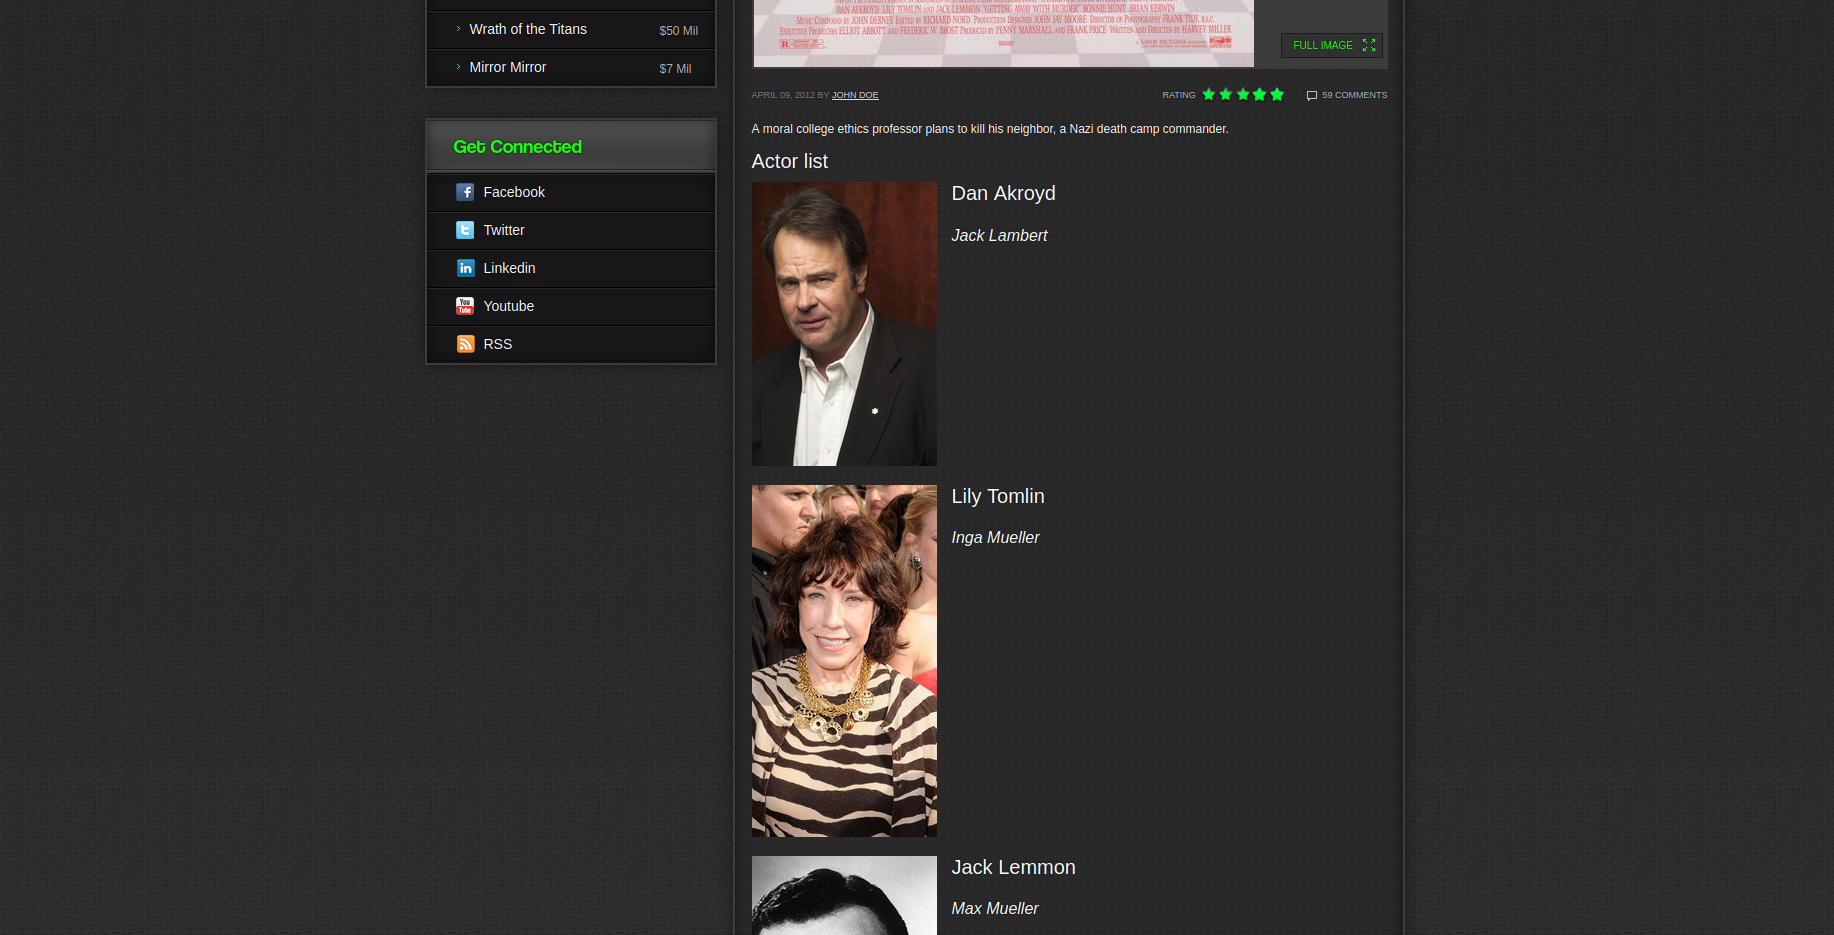 Wrath of the Titans
$50 Mil
Mirror Mirror
$7 Mil
Get Connected
Facebook
Twitter
Linkedin
Youtube
RSS
DAN AYKROYD LILY TOMLIN AND JACK LEMMON "GETTING AWAY WITH MURDER" BONNIE HUNT BRIAN KERWIN
MUSIC COMPOSED BY JOHN DEBNEY EDITED BY RICHARD NORD PRODUCTION DESIGNER JOHN JAY MOORE DIRECTOR OF PHOTOGRAPHY FRANK TIDY, B.S.C.
EXECUTIVE PRODUCERS ELLIOT ABBOTT AND FREDERIC W. BROST PRODUCED BY PENNY MARSHALL AND FRANK PRICE WRITTEN AND DIRECTED BY HARVEY MILLER
R
FULL IMAGE
APRIL 09, 2012 BY JOHN DOE
RATING
59 COMMENTS
A moral college ethics professor plans to kill his neighbor, a Nazi death camp commander.
Actor list
Dan Akroyd
Jack Lambert
Lily Tomlin
Inga Mueller
Jack Lemmon
Max Mueller